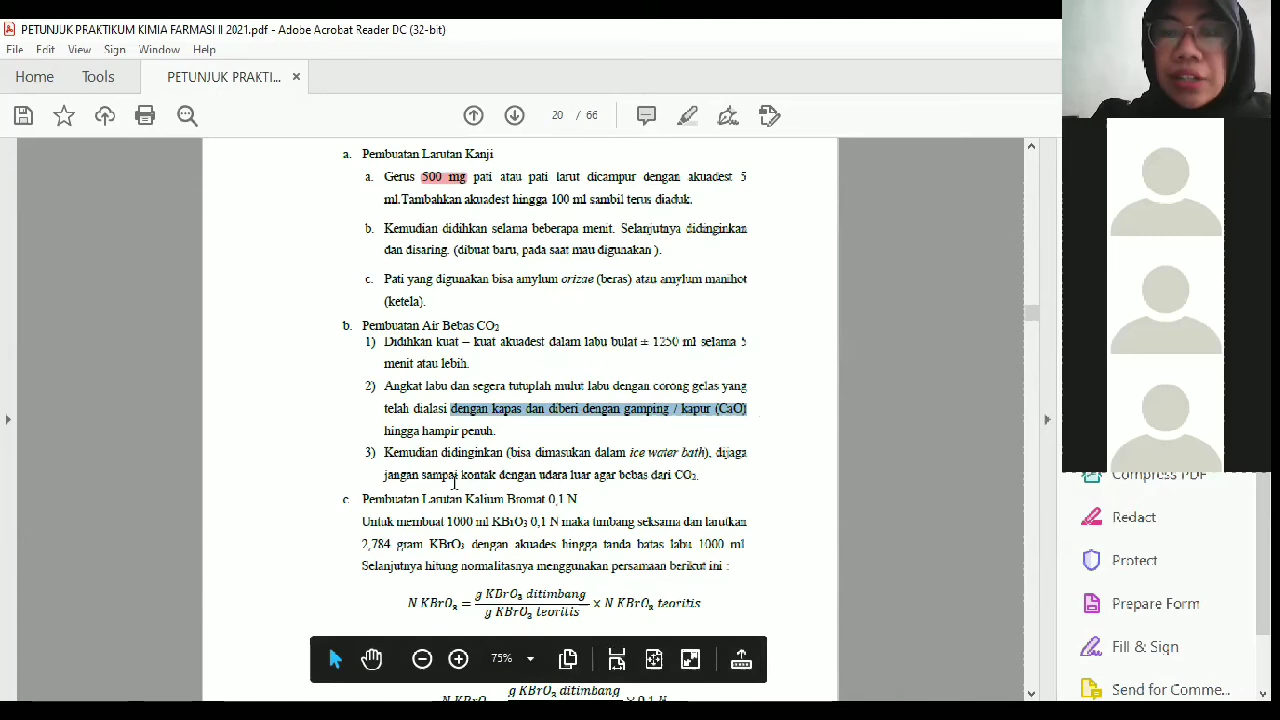 PETUNJUK PRAKTIKUM KIMIA FARMASI II 2021.pdf - Adobe Acrobat Reader DC (32-bit)
File Edit View Sign Window Help
Home Tools PETUNJUK PRAKTI... ×
20 / 66
a. Pembuatan Larutan Kanji
a. Gerus 500 mg pati atau pati larut dicampur dengan akuadest 5
ml.Tambahkan akuadest hingga 100 ml sambil terus diaduk.
b. Kemudian didihkan selama beberapa menit. Selanjutnya didinginkan
dan disaring. (dibuat baru, pada saat mau digunakan ).
c. Pati yang digunakan bisa amylum orizae (beras) atau amylum manihot
(ketela).
b. Pembuatan Air Bebas CO₂
1) Didihkan kuat – kuat akuadest dalam labu bulat ± 1250 ml selama 5
menit atau lebih.
2) Angkat labu dan segera tutuplah mulut labu dengan corong gelas yang
telah dialasi dengan kapas dan diberi dengan gamping / kapur (CaO)
hingga hampir penuh.
3) Kemudian didinginkan (bisa dimasukan dalam ice water bath), dijaga
jangan sampai kontak dengan udara luar agar bebas dari CO₂.
c. Pembuatan Larutan Kalium Bromat 0,1 N
Untuk membuat 1000 ml KBrO₃ 0,1 N maka timbang seksama dan larutkan
2,784 gram KBrO₃ dengan akuades hingga tanda batas labu 1000 ml.
Selanjutnya hitung normalitasnya menggunakan persamaan berikut ini :
N KBrO₃ = g KBrO₃ ditimbang / g KBrO₃ teoritis × N KBrO₃ teoritis
75%
g KBrO₃ ditimbang
Compress PDF
Redact
Protect
Prepare Form
Fill & Sign
Send for Comme...